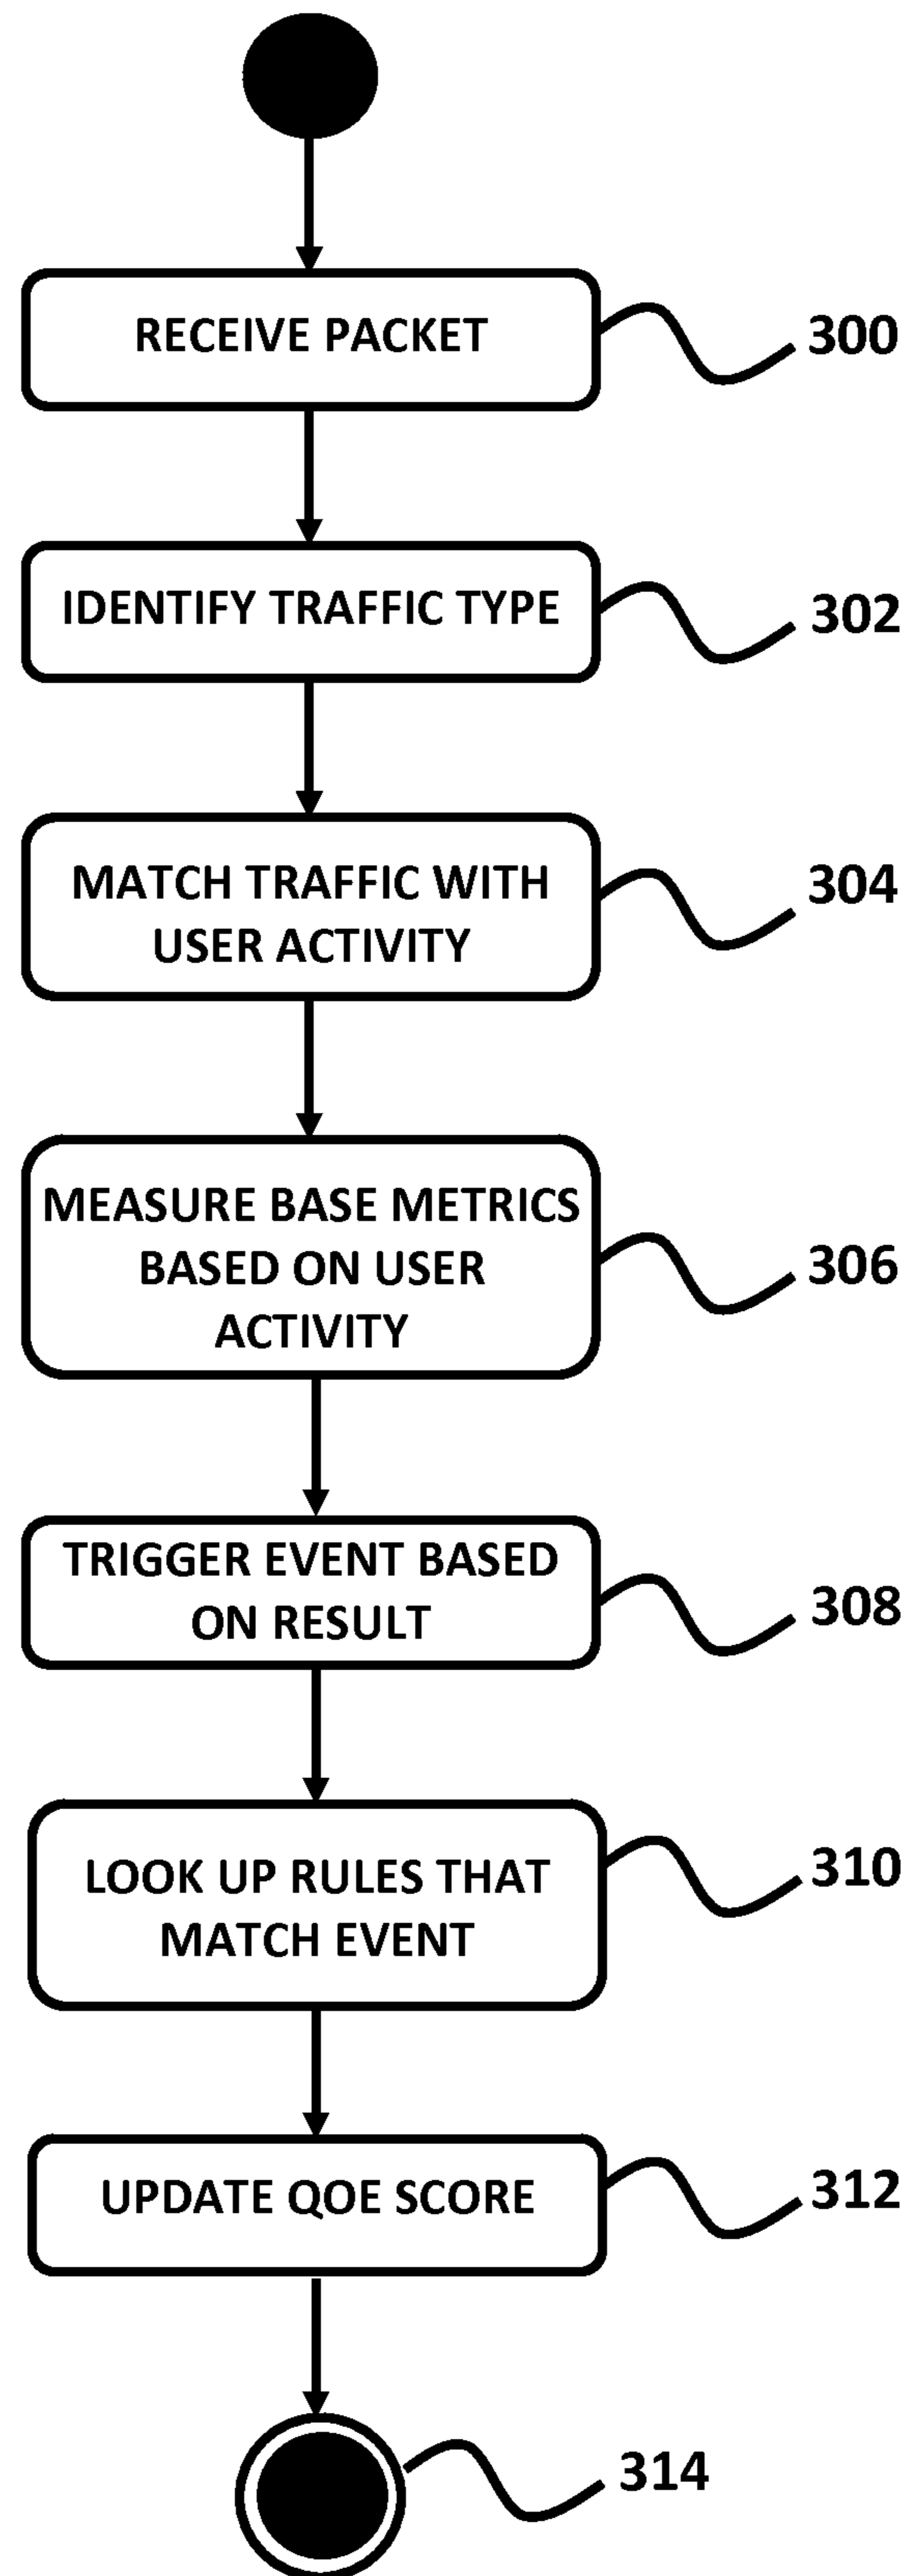 RECEIVE PACKET
300
IDENTIFY TRAFFIC TYPE
302
MATCH TRAFFIC WITH
USER ACTIVITY
304
MEASURE BASE METRICS
BASED ON USER
ACTIVITY
306
TRIGGER EVENT BASED
ON RESULT
308
LOOK UP RULES THAT
MATCH EVENT
310
UPDATE QOE SCORE
312
314